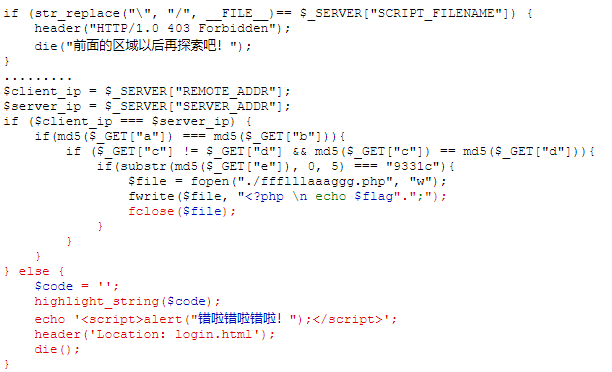 if (str_replace("\", "/", __FILE__)== $_SERVER["SCRIPT_FILENAME"]) {
    header("HTTP/1.0 403 Forbidden");
    die("前面的区域以后再探索吧！");
}
.........
$client_ip = $_SERVER["REMOTE_ADDR"];
$server_ip = $_SERVER["SERVER_ADDR"];
if ($client_ip === $server_ip) {
    if(md5($_GET["a"]) === md5($_GET["b"])){
        if ($_GET["c"] != $_GET["d"] && md5($_GET["c"]) == md5($_GET["d"])){
            if(substr(md5($_GET["e"]), 0, 5) === "9331c"){
                $file = fopen("./ffflllaaaggg.php", "w");
                fwrite($file, "<?php \n echo $flag".";");
                fclose($file);
            }
        }
    }
} else {
    $code = '';
    highlight_string($code);
    echo '<script>alert("错啦错啦错啦！");</script>';
    header('Location: login.html');
    die();
}